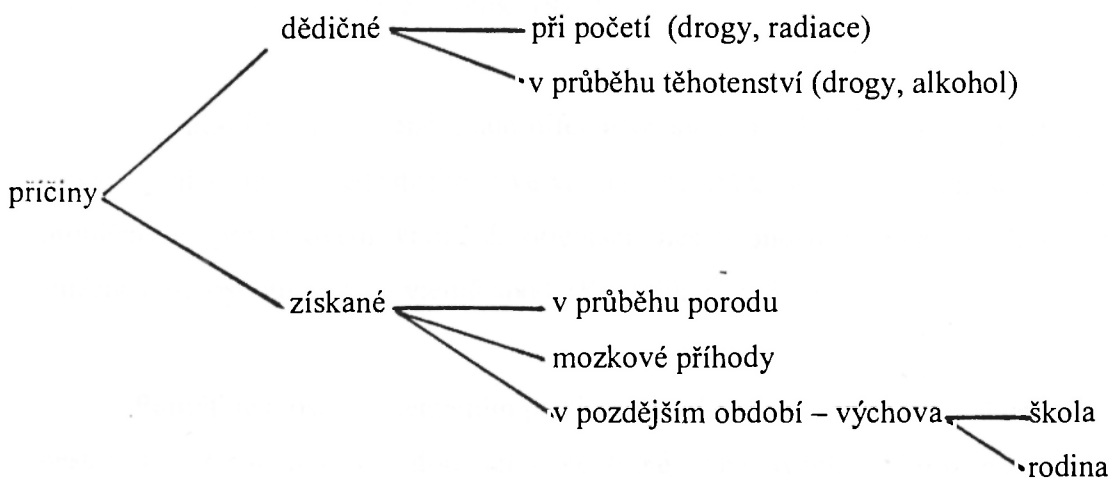 dědičné
při početí (drogy, radiace)
v průběhu těhotenství (drogy, alkohol)
příčiny
získané
v průběhu porodu
mozkové příhody
v pozdějším období – výchova
škola
rodina